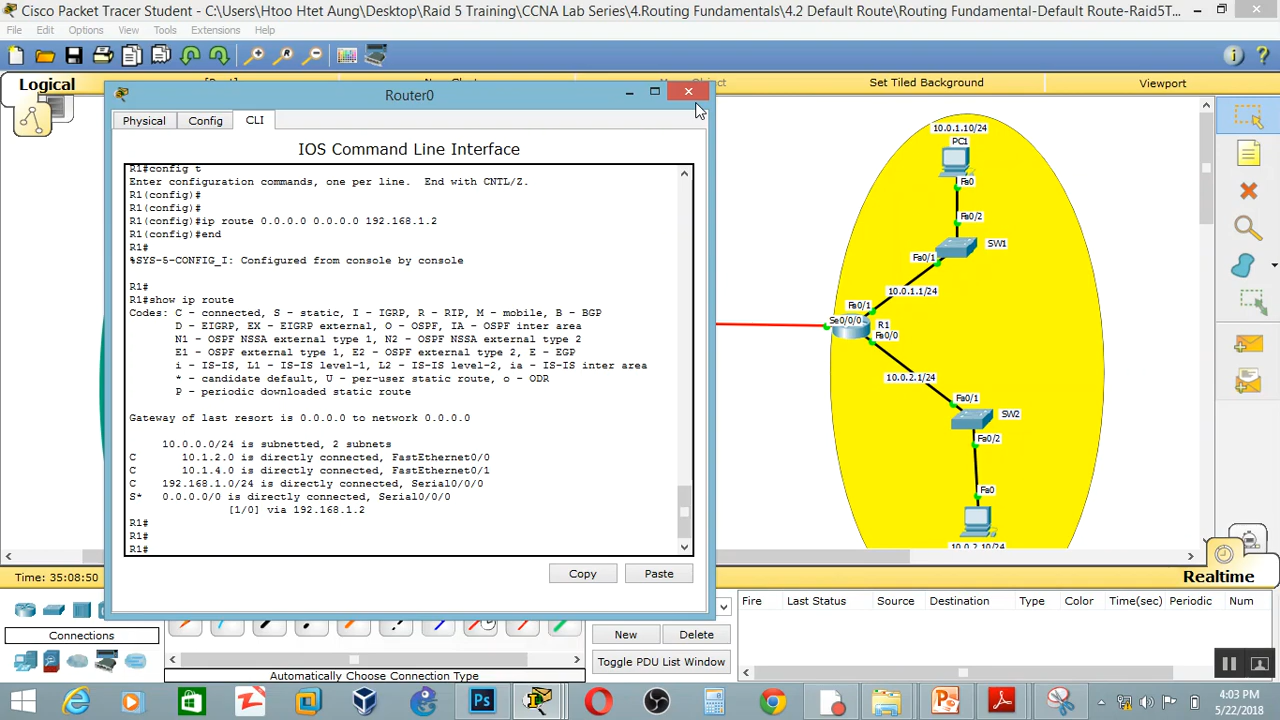 Cisco Packet Tracer Student - C:\Users\Htoo Htet Aung\Desktop\Raid 5 Training\CCNA Lab Series\4.Routing Fundamentals\4.2 Default Route\Routing Fundamental-Default Route-Raid5T...
File Edit Options View Tools Extensions Help
Logical
Set Tiled Background
Viewport
Router0
Physical Config CLI
IOS Command Line Interface
R1#config t
Enter configuration commands, one per line. End with CNTL/Z.
R1(config)#
R1(config)#
R1(config)#ip route 0.0.0.0 0.0.0.0 192.168.1.2
R1(config)#end
R1#
%SYS-5-CONFIG_I: Configured from console by console
R1#
R1#show ip route
Codes: C - connected, S - static, I - IGRP, R - RIP, M - mobile, B - BGP
D - EIGRP, EX - EIGRP external, O - OSPF, IA - OSPF inter area
N1 - OSPF NSSA external type 1, N2 - OSPF NSSA external type 2
E1 - OSPF external type 1, E2 - OSPF external type 2, E - EGP
i - IS-IS, L1 - IS-IS level-1, L2 - IS-IS level-2, ia - IS-IS inter area
* - candidate default, U - per-user static route, o - ODR
P - periodic downloaded static route
Gateway of last resort is 0.0.0.0 to network 0.0.0.0
10.0.0.0/24 is subnetted, 2 subnets
C 10.1.2.0 is directly connected, FastEthernet0/0
C 10.1.4.0 is directly connected, FastEthernet0/1
C 192.168.1.0/24 is directly connected, Serial0/0/0
S* 0.0.0.0/0 is directly connected, Serial0/0/0
[1/0] via 192.168.1.2
R1#
R1#
R1#
Copy Paste
10.0.1.10/24
PC1
Fa0
Fa0/2
SW1
Fa0/1
10.0.1.1/24
Fa0/1
Se0/0/0
R1
Fa0/0
10.0.2.1/24
Fa0/1
SW2
Fa0/2
Fa0
10.0.2.10/24
Time: 35:08:50
Realtime
Connections
Automatically Choose Connection Type
New Delete
Toggle PDU List Window
Fire Last Status Source Destination Type Color Time(sec) Periodic Num
4:03 PM
5/22/2018